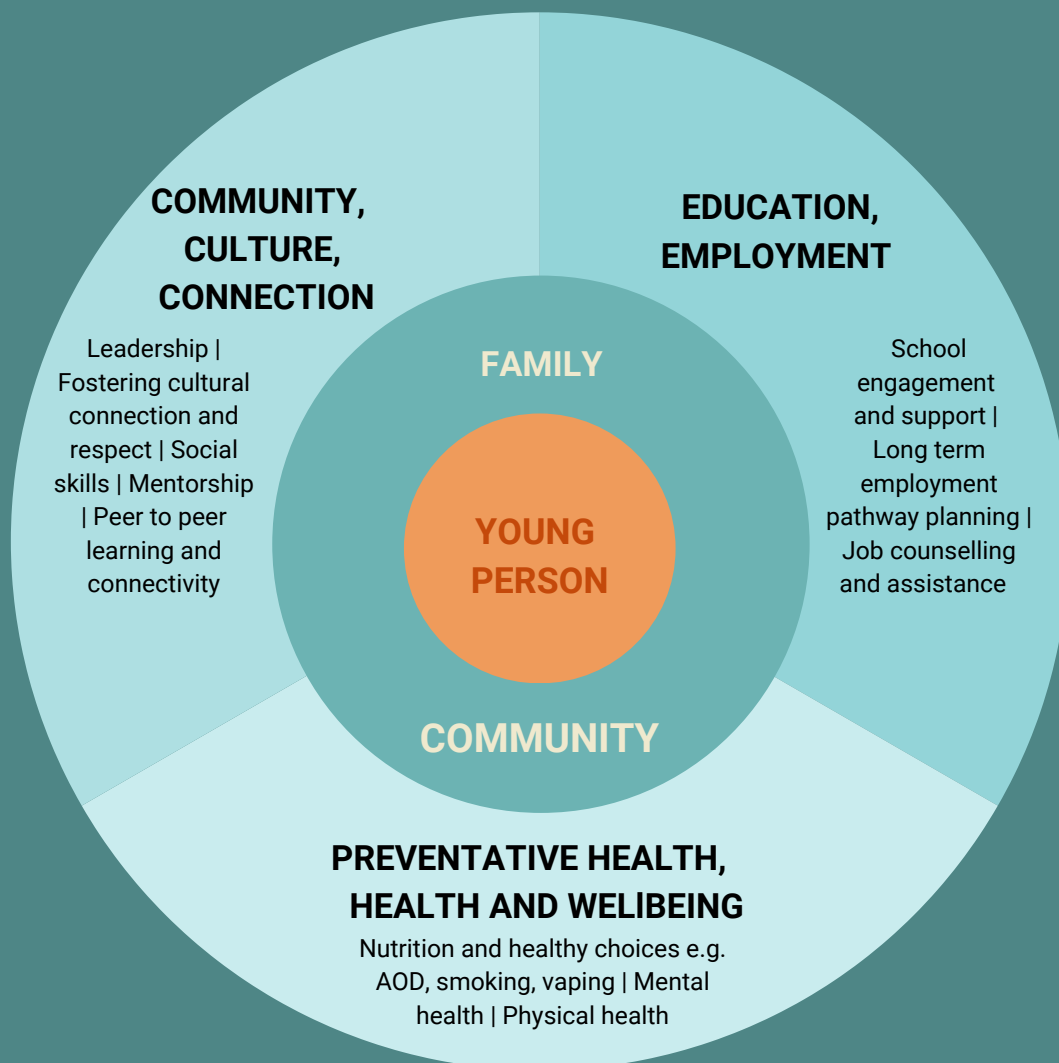 COMMUNITY,
CULTURE,
CONNECTION
Leadership |
Fostering cultural
connection and
respect | Social
skills | Mentorship
| Peer to peer
learning and
connectivity
EDUCATION,
EMPLOYMENT
School
engagement
and support |
Long term
employment
pathway planning |
Job counselling
and assistance
FAMILY
YOUNG
PERSON
COMMUNITY
PREVENTATIVE HEALTH,
HEALTH AND WELlBEING
Nutrition and healthy choices e.g.
AOD, smoking, vaping | Mental
health | Physical health